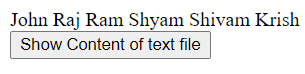 John Raj Ram Shyam Shivam Krish
Show Content of text file